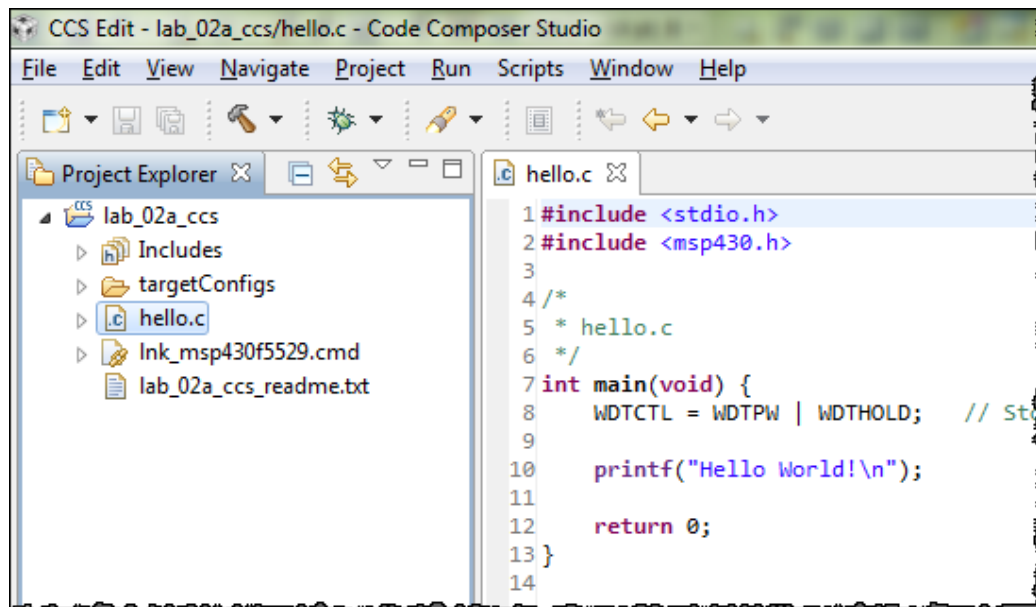 CCS Edit - lab_02a_ccs/hello.c - Code Composer Studio
File Edit View Navigate Project Run Scripts Window Help
Project Explorer
hello.c
CCS
lab_02a_ccs
Includes
targetConfigs
hello.c
lnk_msp430f5529.cmd
lab_02a_ccs_readme.txt
1 #include <stdio.h>
2 #include <msp430.h>
3
4 /*
5 * hello.c
6 */
7 int main(void) {
8 WDTCTL = WDTPW | WDTHOLD; //
9
10 printf("Hello World!\n");
11
12 return 0;
13 }
14